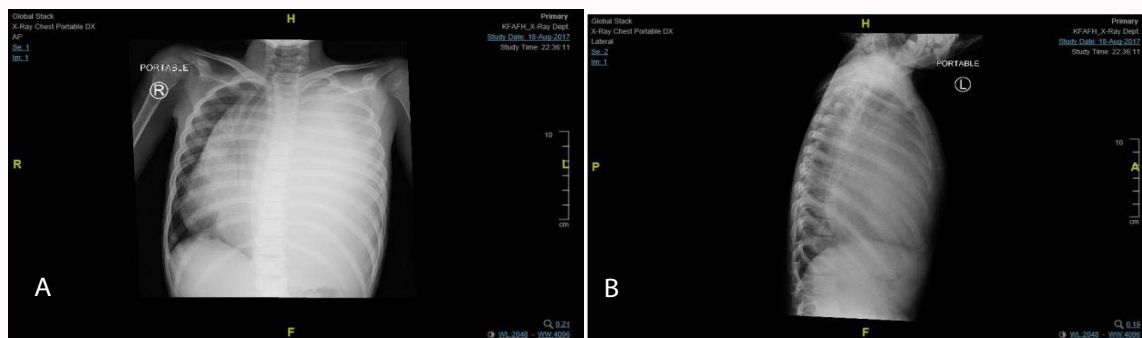 Global Stack
X-Ray Chest Portable DX
AP
Se: 1
Im: 1
H
Primary
KFAFH_X-Ray Dept.
Study Date: 18-Aug-2017
Study Time: 22:36:11
PORTABLE
R
R
10
L
cm
A
F
0.21
WL:2048 - WW:4096
Global Stack
X-Ray Chest Portable DX
Lateral
Se: 2
Im: 1
H
Primary
KFAFH_X-Ray Dept.
Study Date: 18-Aug-2017
Study Time: 22:36:11
PORTABLE
L
P
10
A
cm
B
F
0.19
WL:2048 - WW:4096